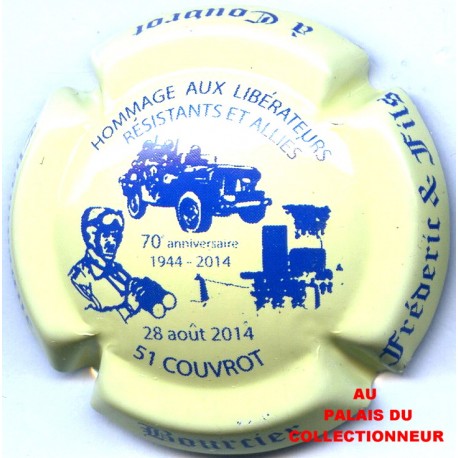 HOMMAGE AUX LIBÉRATEURS
RÉSISTANTS ET ALLIÉS
70e anniversaire
1944 - 2014
28 août 2014
51 COUVROT
à Couvrot
Frédéric & Fils
Bourcier
AU
PALAIS DU
COLLECTIONNEUR